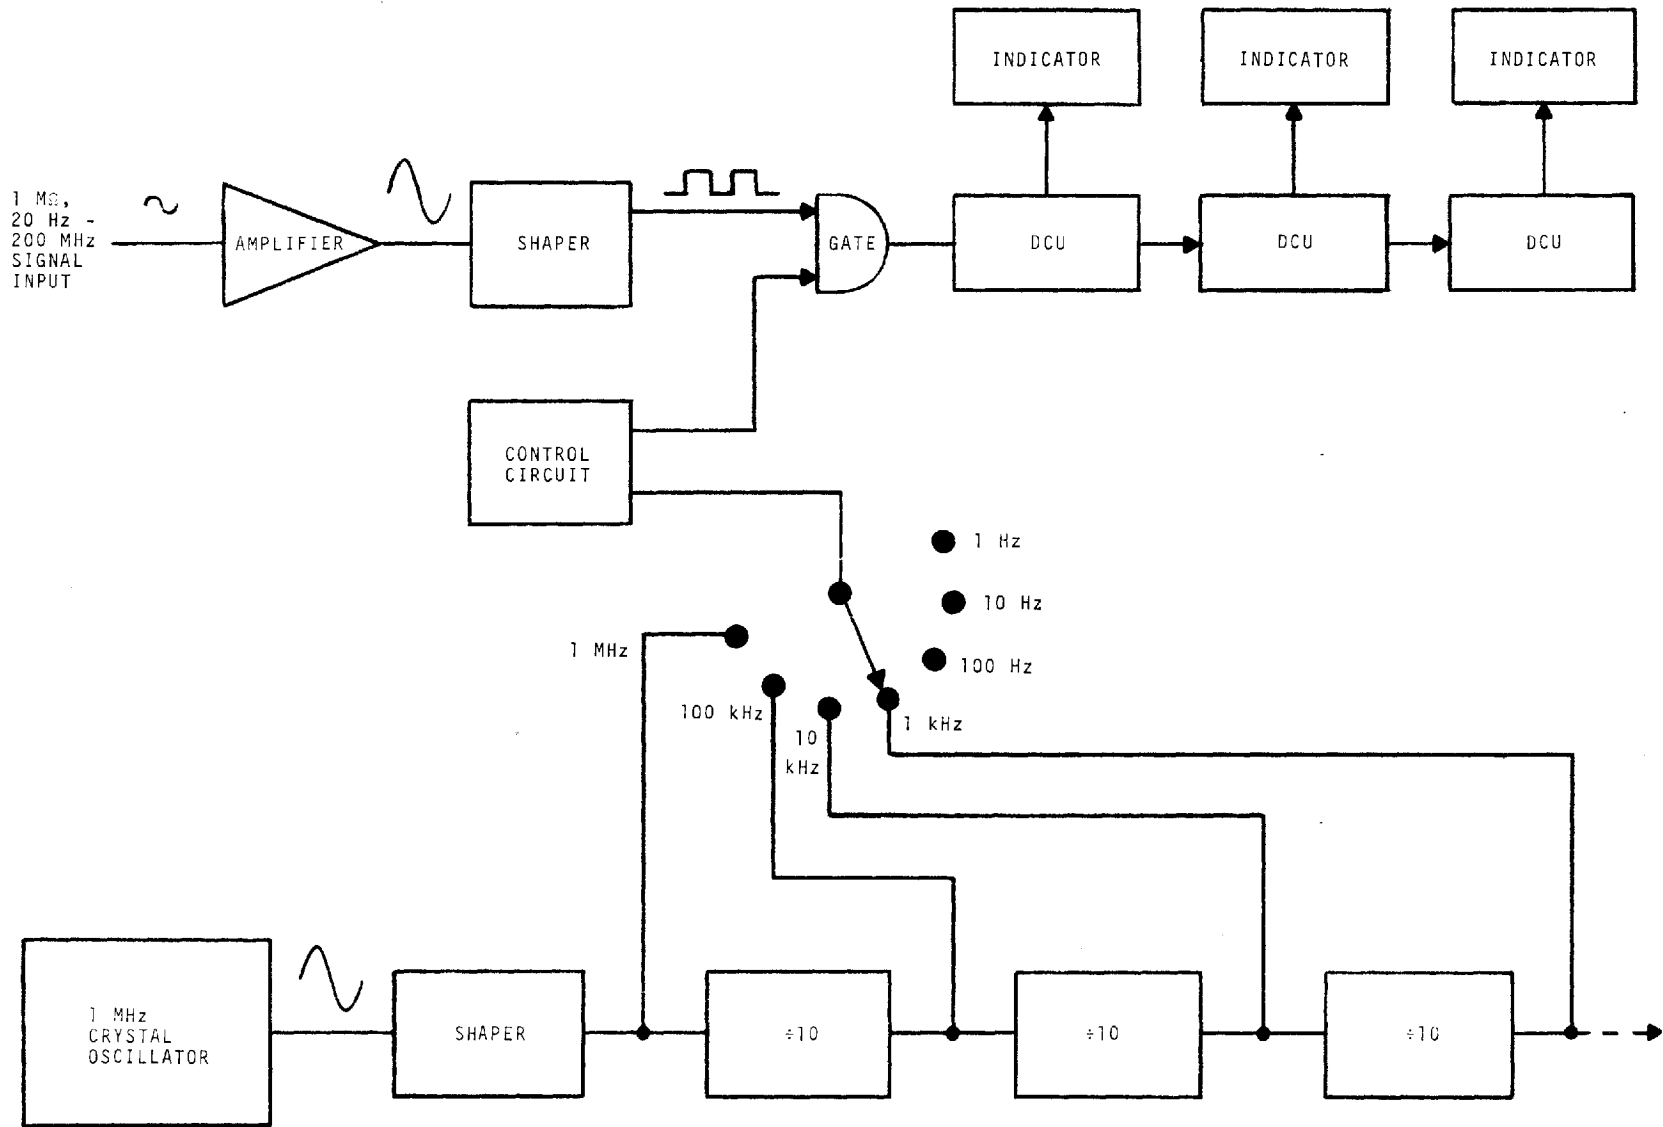 INDICATOR
INDICATOR
INDICATOR
1 MΩ,
20 Hz -
200 MHz
SIGNAL
INPUT
AMPLIFIER
SHAPER
GATE
DCU
DCU
DCU
CONTROL
CIRCUIT
1 Hz
10 Hz
100 Hz
1 MHz
100 kHz
10
kHz
1 kHz
1 MHz
CRYSTAL
OSCILLATOR
SHAPER
÷10
÷10
÷10